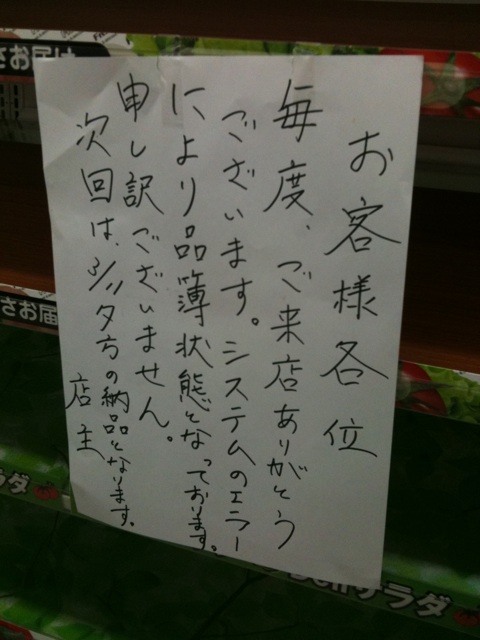 お客様各位
毎度、ご来店ありがとう
ございます。システムのエラー
により品簿状態となっております。
申し訳ございません。
次回は、3/11夕方の納品となります。
店主
さお届け
さお届
サラダ
ラダ